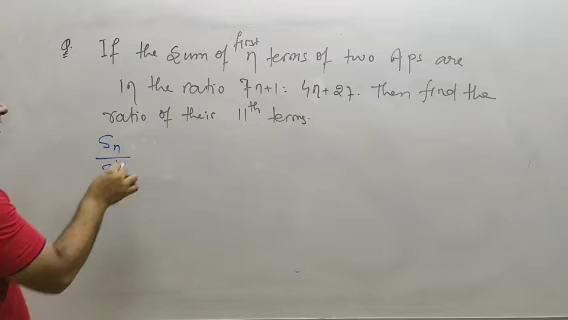 Q. If the sum of first n terms of two Aps are
in the ratio 7n+1: 4n+27. Then find the
ratio of their 11th terms.
Sn